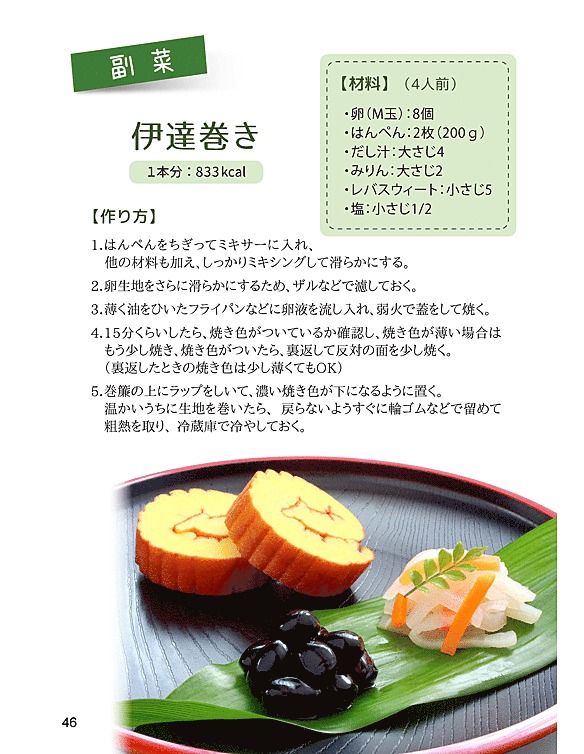 副菜
伊達巻き
1本分：833kcal
【材料】（4人前）
・卵（M玉）：8個
・はんぺん：2枚（200g）
・だし汁：大さじ4
・みりん：大さじ2
・レバスウィート：小さじ5
・塩：小さじ1/2
【作り方】
1.はんぺんをちぎってミキサーに入れ、
他の材料も加え、しっかりミキシングして滑らかにする。
2.卵生地をさらに滑らかにするため、ザルなどで濾しておく。
3.薄く油をひいたフライパンなどに卵液を流し入れ、弱火で蓋をして焼く。
4.15分くらいしたら、焼き色がついているか確認し、焼き色が薄い場合は
もう少し焼き、焼き色がついたら、裏返して反対の面を少し焼く。
（裏返したときの焼き色は少し薄くてもOK）
5.巻簾の上にラップをしいて、濃い焼き色が下になるように置く。
温かいうちに生地を巻いたら、戻らないようすぐに輪ゴムなどで留めて
粗熱を取り、冷蔵庫で冷やしておく。
46